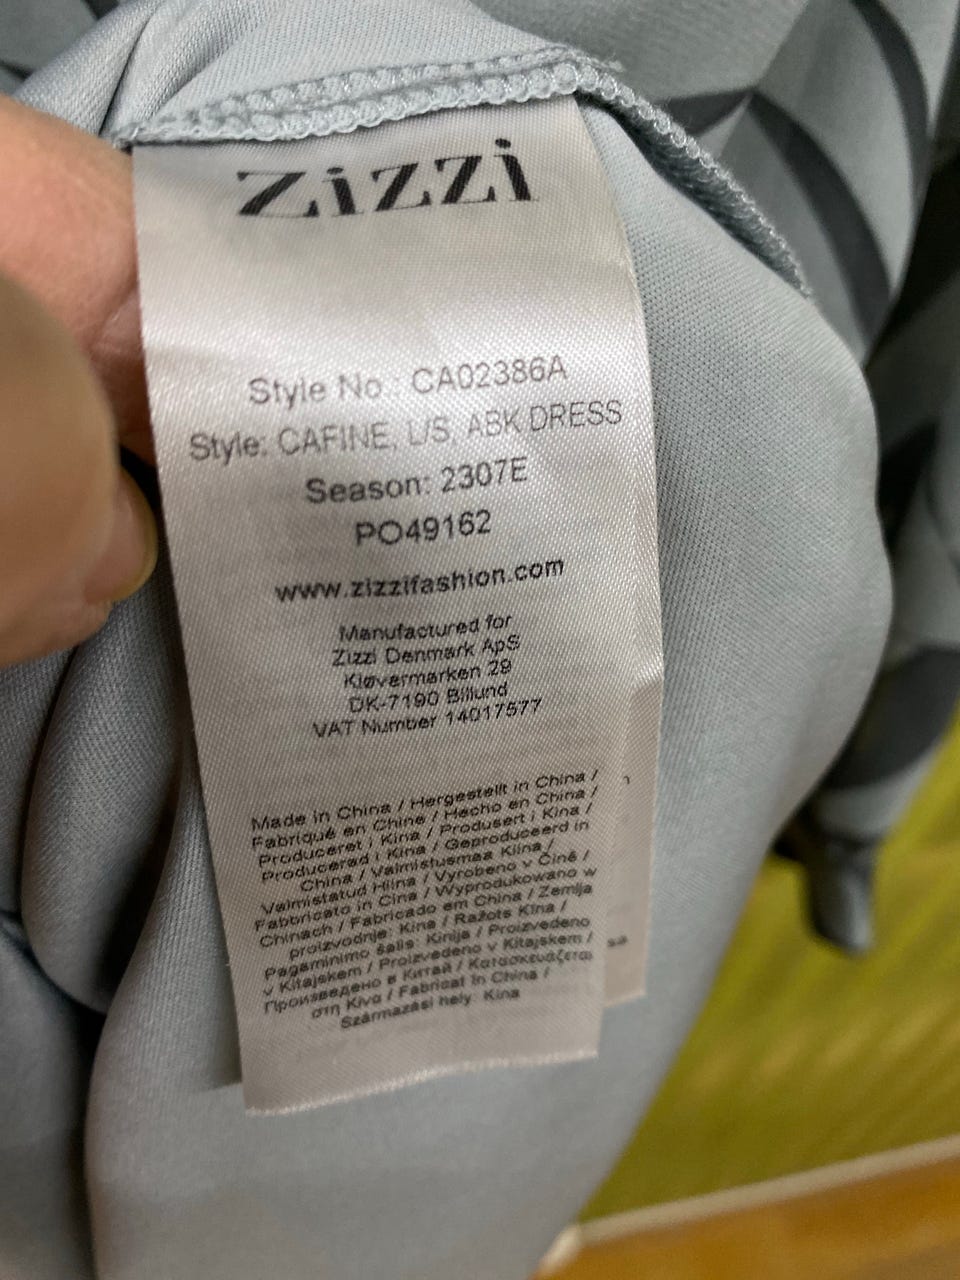 Zizzi
Style No.: CA02386A
Style: CAFINE, L/S, ABK DRESS
Season: 2307E
PO49162
www.zizzifashion.com
Manufactured for
Zizzi Denmark ApS
Kløvermarken 29
DK-7190 Billund
VAT Number 14017577
Made in China / Hergestellt in China /
Fabriqué en Chine / Hecho en China /
Produceret i Kina / Produsert i Kina /
Producerad i Kina / Geproduceerd in
China / Valmistusmaa Kiina /
Valmistatud Hiina / Vyrobeno v Číně /
Fabbricato in Cina / Wyprodukowano w
Chinach / Fabricado em China / Zemlja
proizvodnje: Kina / Ražots Ķīna /
Pagaminimo šalis: Kinija / Proizvedeno
v Kitajskem / Proizvedeno v Kitajskem /
Произведено в Китай / Κατασκευάζεται
στη Κίνα / Fabricat în China /
Származási hely: Kína